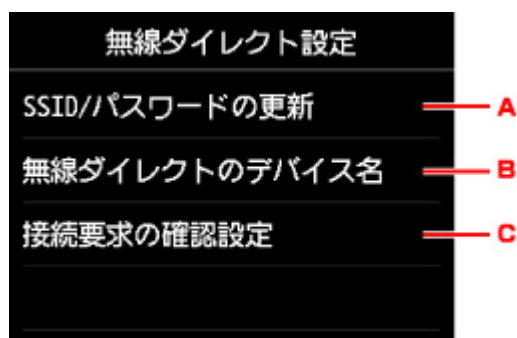 無線ダイレクト設定
SSID/パスワードの更新
A
無線ダイレクトのデバイス名
B
接続要求の確認設定
C